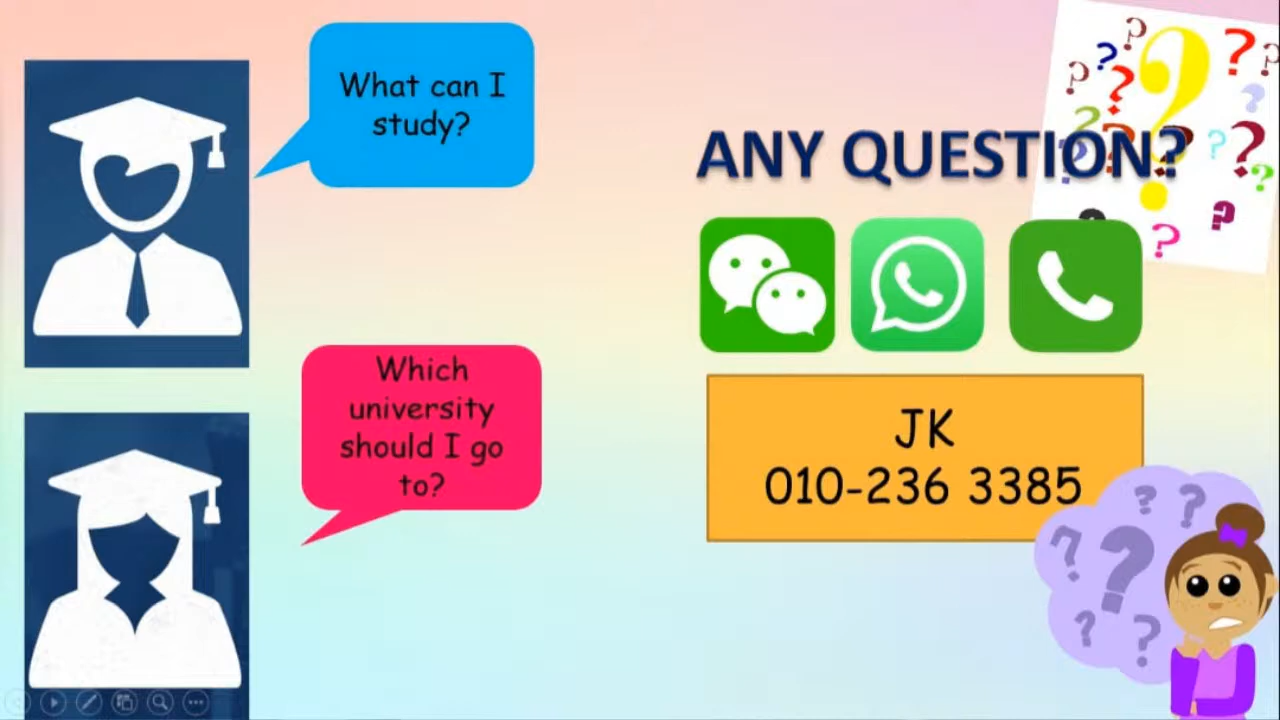 What can I
study?
Which
university
should I go
to?
ANY QUESTION?
JK
010-236 3385